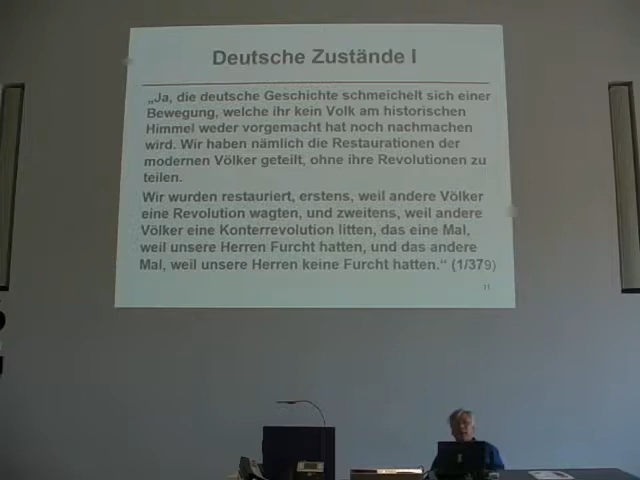 Deutsche Zustände I
„Ja, die deutsche Geschichte schmeichelt sich einer
Bewegung, welche ihr kein Volk am historischen
Himmel weder vorgemacht hat noch nachmachen
wird. Wir haben nämlich die Restaurationen der
modernen Völker geteilt, ohne ihre Revolutionen zu
teilen.
Wir wurden restauriert, erstens, weil andere Völker
eine Revolution wagten, und zweitens, weil andere
Völker eine Konterrevolution litten, das eine Mal,
weil unsere Herren Furcht hatten, und das andere
Mal, weil unsere Herren keine Furcht hatten.“ (1/379)
11